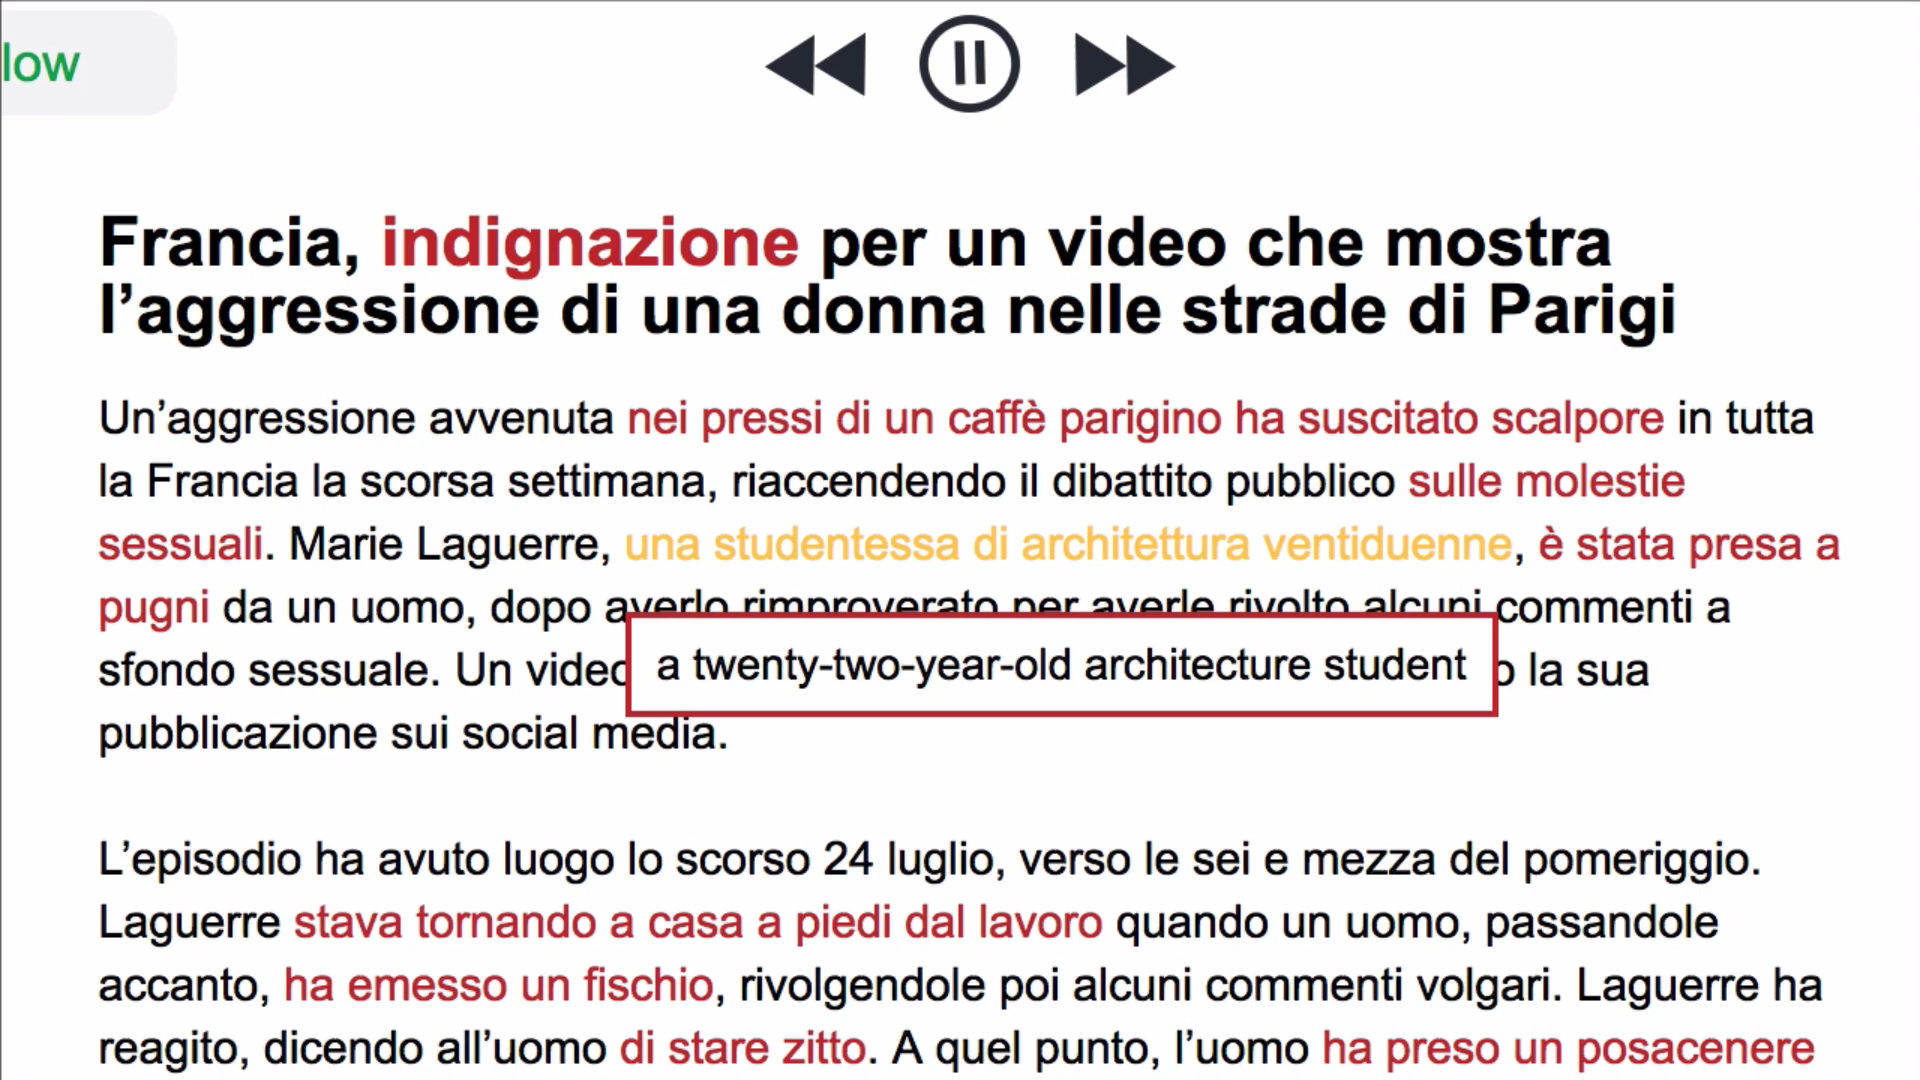 low
Francia, indignazione per un video che mostra
l’aggressione di una donna nelle strade di Parigi
Un’aggressione avvenuta nei pressi di un caffè parigino ha suscitato scalpore in tutta
la Francia la scorsa settimana, riaccendendo il dibattito pubblico sulle molestie
sessuali. Marie Laguerre, una studentessa di architettura ventiduenne, è stata presa a
pugni da un uomo, dopo averlo rimproverato per averle rivolto alcuni commenti a
sfondo sessuale. Un video la sua
a twenty-two-year-old architecture student
pubblicazione sui social media.
L’episodio ha avuto luogo lo scorso 24 luglio, verso le sei e mezza del pomeriggio.
Laguerre stava tornando a casa a piedi dal lavoro quando un uomo, passandole
accanto, ha emesso un fischio, rivolgendole poi alcuni commenti volgari. Laguerre ha
reagito, dicendo all’uomo di stare zitto. A quel punto, l’uomo ha preso un posacenere